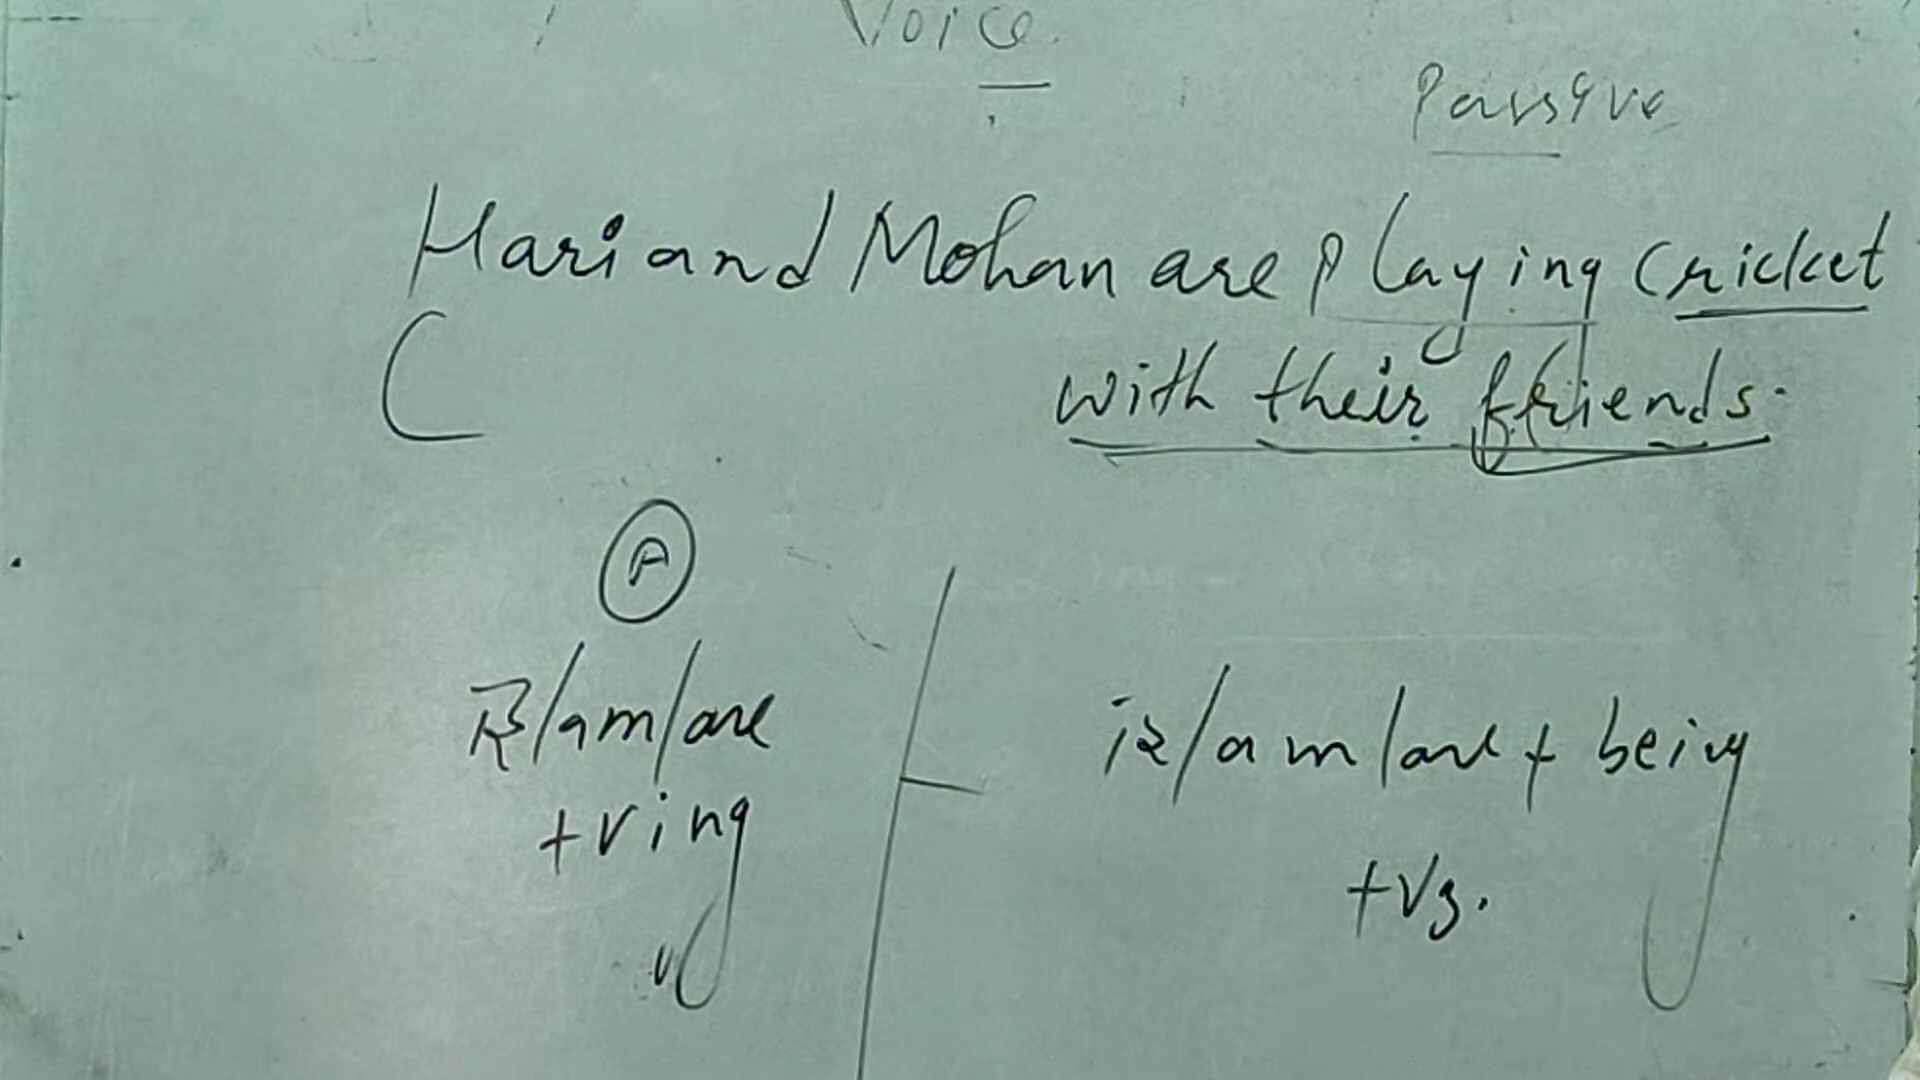 Voice
Passive
Hari and Mohan are playing cricket
with their friends.
A
is/am/are
+ving
is/am/are + being
+V3.